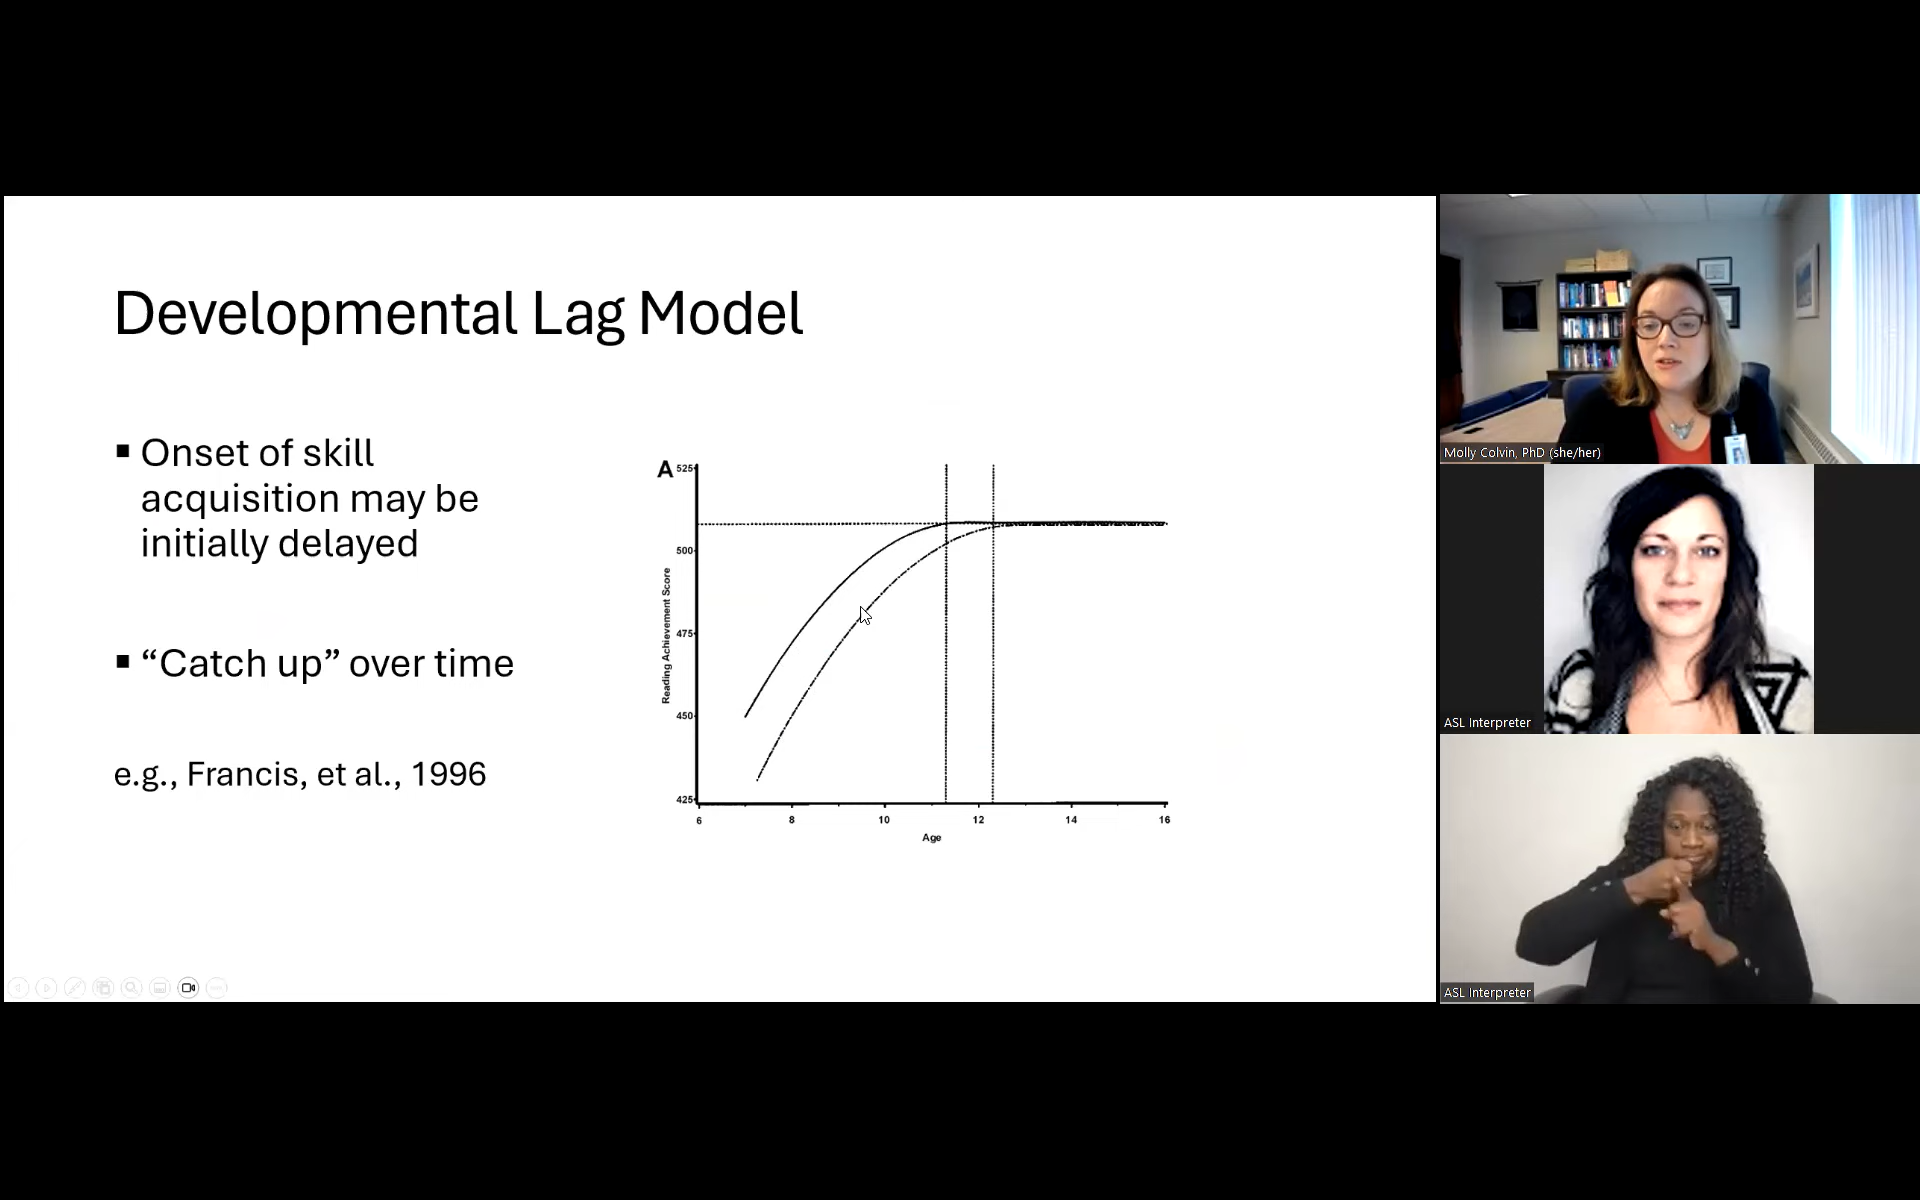 Developmental Lag Model
▪ Onset of skill
acquisition may be
initially delayed
▪ “Catch up” over time
e.g., Francis, et al., 1996
A
525
500
475
450
425
Reading Achievement Score
6 8 10 12 14 16
Age
Molly Colvin, PhD (she/her)
ASL Interpreter
ASL Interpreter